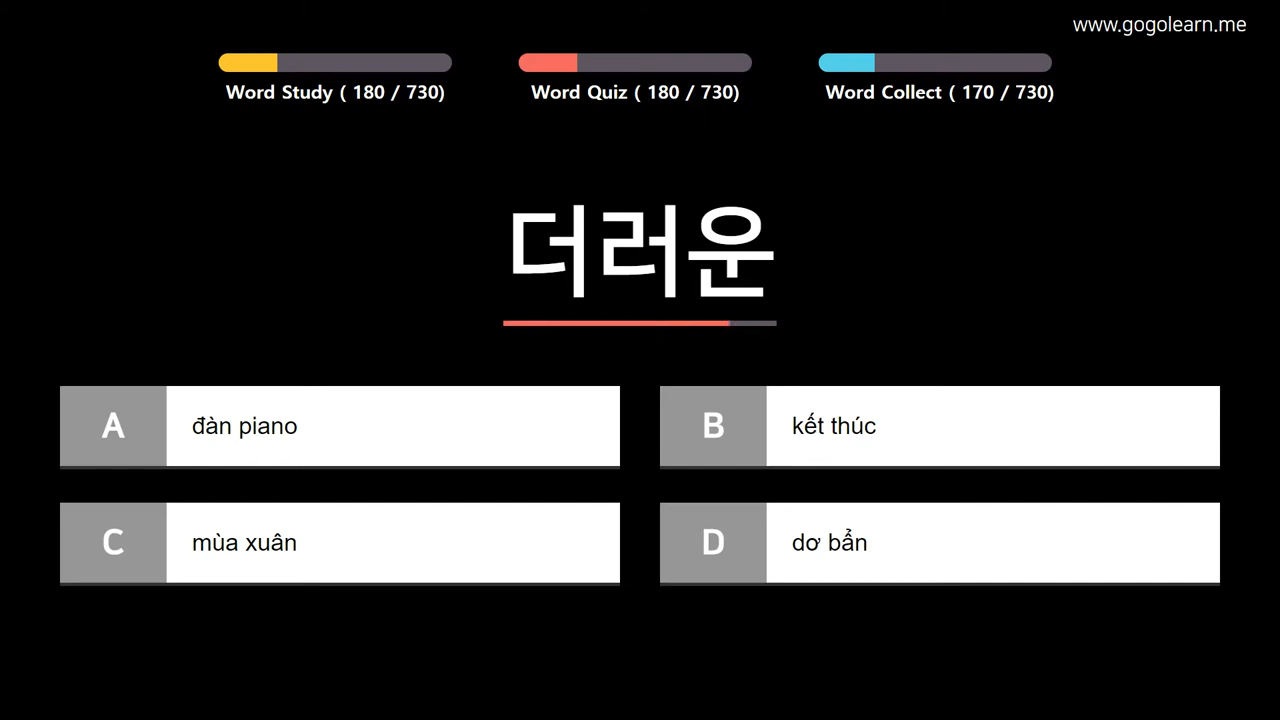 www.gogolearn.me
Word Study ( 180 / 730)
Word Quiz ( 180 / 730)
Word Collect ( 170 / 730)
더러운
A đàn piano
B kết thúc
C mùa xuân
D dơ bẩn